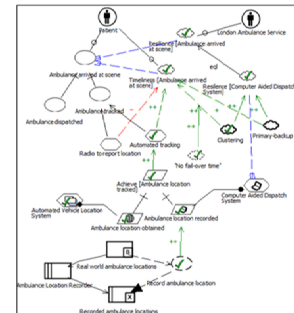 Patient
London Ambulance Service
Resiliency [Ambulance arrived
at scene]
Ambulance arrived at scene
Timeliness [Ambulance arrived
at scene]
eql
Resilience [Computer Aided Dispatch
System]
Ambulance dispatched
Ambulance tracked
Clustering
Primary-backup
Radio to report location
Automated tracking
'No fail-over time'
Achieve [Ambulance location
tracked]
Automated Vehicle Location
System
Ambulance location recorded
Computer Aided Dispatch
System
Ambulance location obtained
Real world ambulance locations
Ambulance Location Recorder
Record ambulance location
X
Recorded ambulance locations